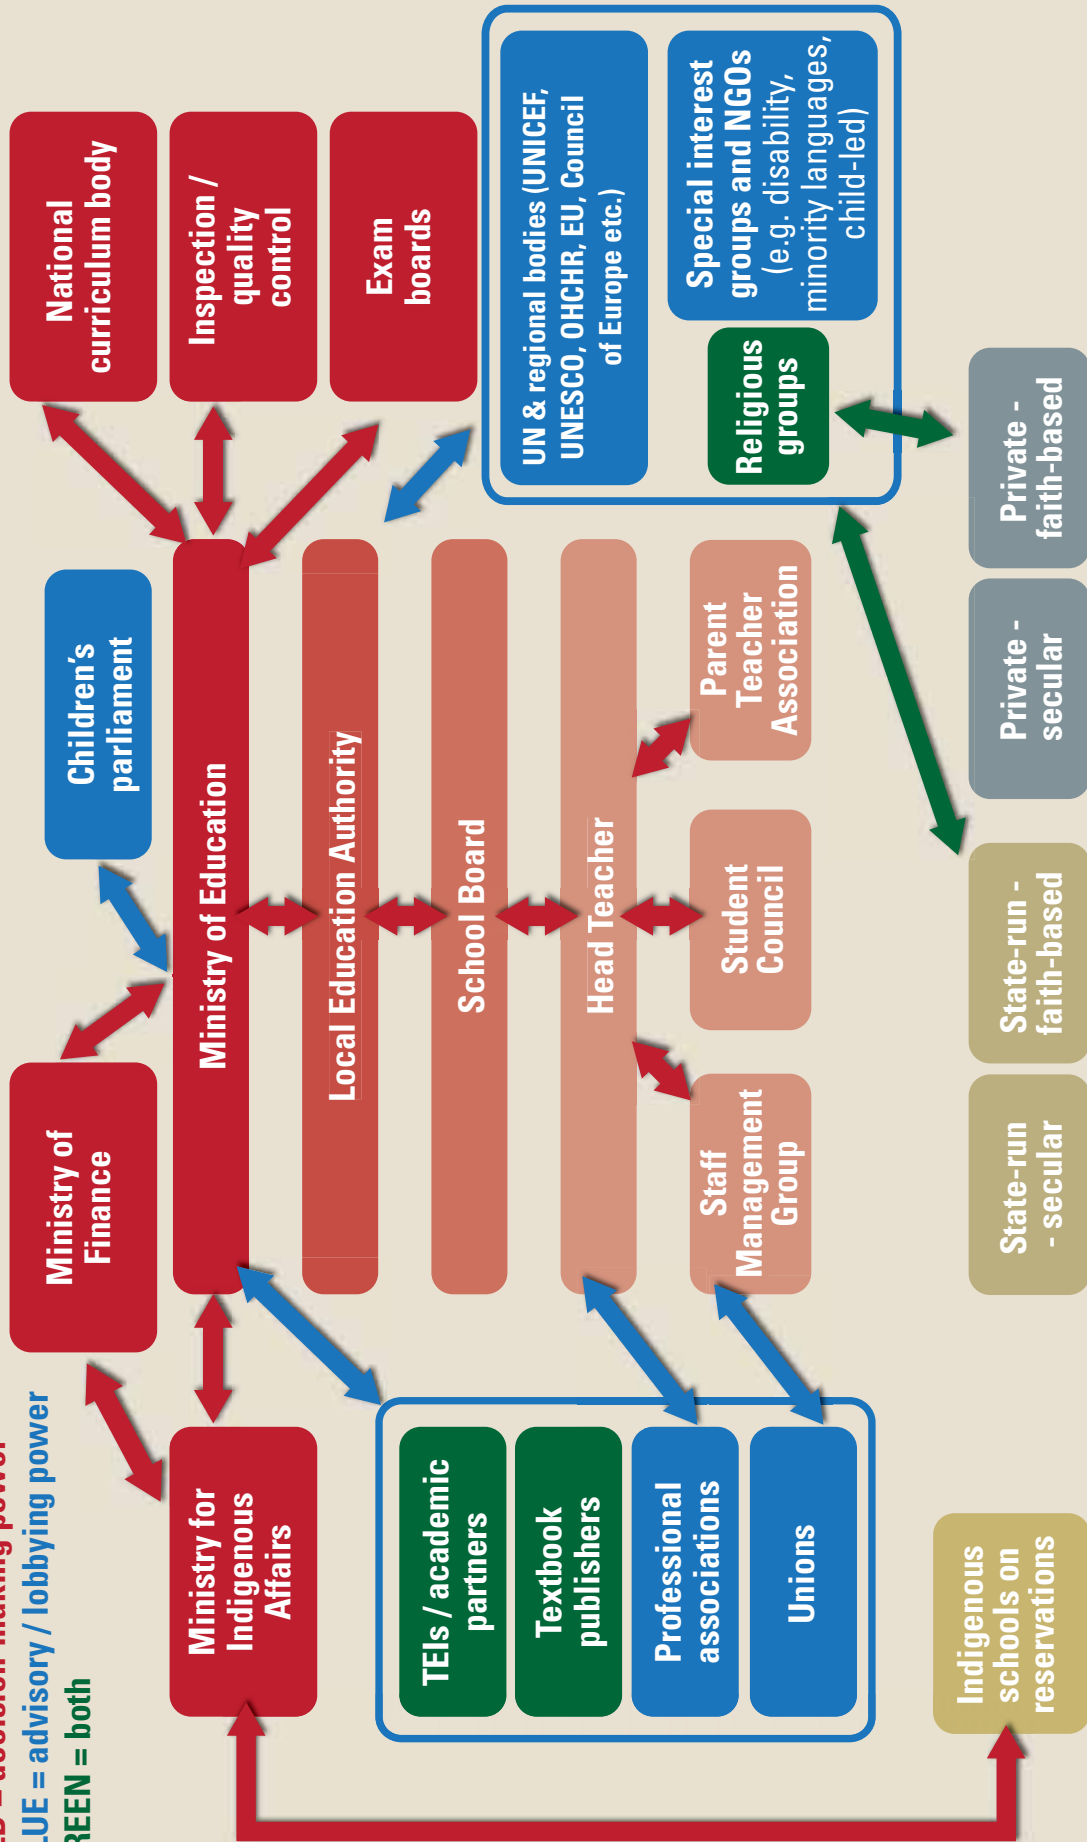 LUE = advisory / lobbying power
REEN = both
Ministry of
Finance
Children's
parliament
National
curriculum body
Ministry for
Indigenous
Affairs
Ministry of Education
Inspection /
quality
control
Local Education Authority
Exam
boards
TEIs / academic
partners
Textbook
publishers
Professional
associations
Unions
School Board
Head Teacher
Staff
Management
Group
Student
Council
Parent
Teacher
Association
UN & regional bodies (UNICEF,
UNESCO, OHCHR, EU, Council
of Europe etc.)
Religious
groups
Special interest
groups and NGOs
(e.g. disability,
minority languages,
child-led)
Indigenous
schools on
reservations
State-run
- secular
State-run -
faith-based
Private -
secular
Private -
faith-based